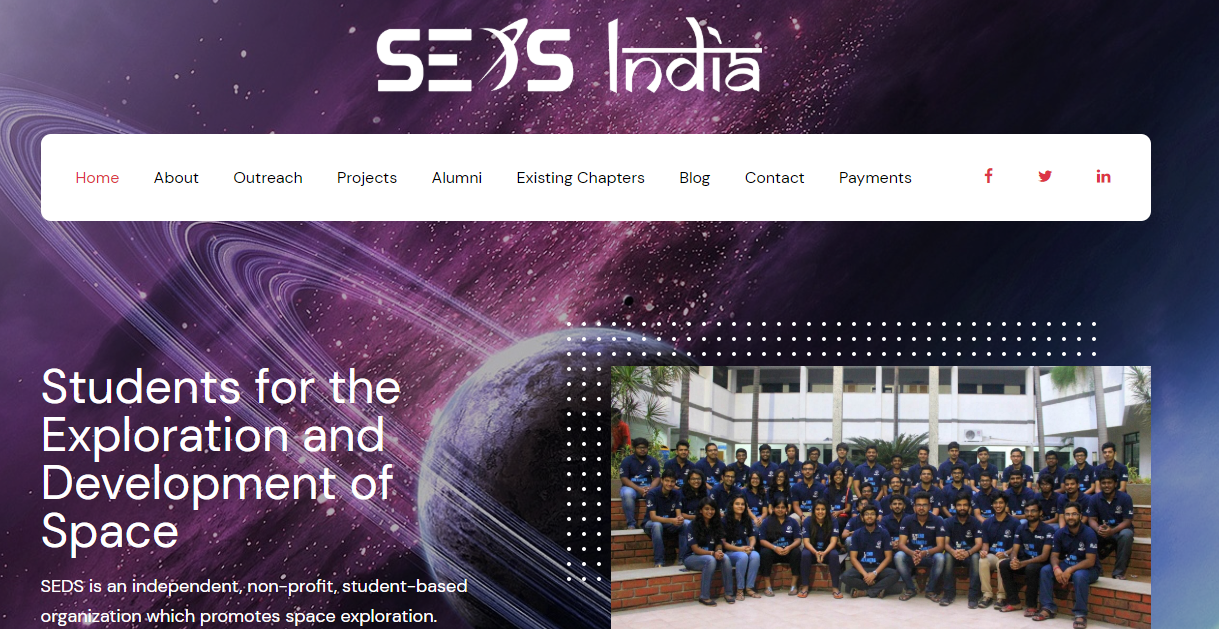 SEDS India
Home About Outreach Projects Alumni Existing Chapters Blog Contact Payments
Students for the
Exploration and
Development of
Space
SEDS is an independent, non-profit, student-based
organization which promotes space exploration.